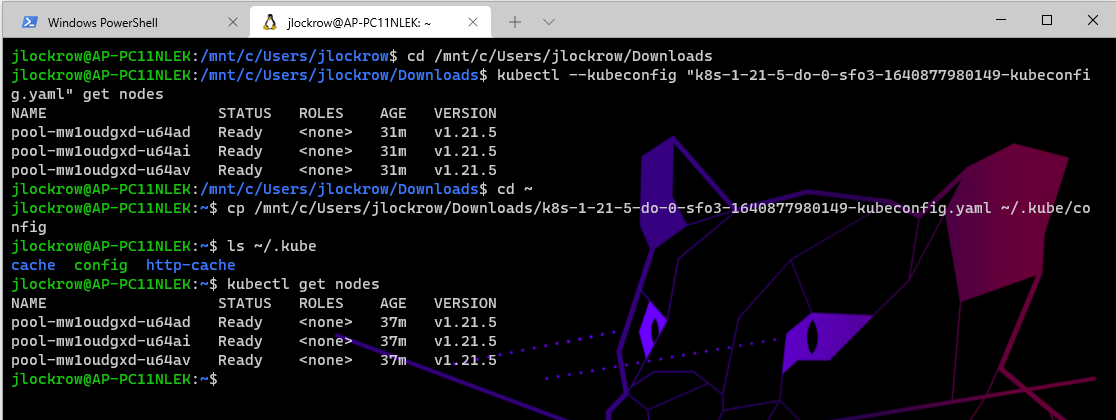 Windows PowerShell
jlockrow@AP-PC11NLEK: ~
jlockrow@AP-PC11NLEK:/mnt/c/Users/jlockrow$ cd /mnt/c/Users/jlockrow/Downloads
jlockrow@AP-PC11NLEK:/mnt/c/Users/jlockrow/Downloads$ kubectl --kubeconfig "k8s-1-21-5-do-0-sfo3-1640877980149-kubeconfi
g.yaml" get nodes
NAME STATUS ROLES AGE VERSION
pool-mw1oudgxd-u64ad Ready <none> 31m v1.21.5
pool-mw1oudgxd-u64ai Ready <none> 31m v1.21.5
pool-mw1oudgxd-u64av Ready <none> 31m v1.21.5
jlockrow@AP-PC11NLEK:/mnt/c/Users/jlockrow/Downloads$ cd ~
jlockrow@AP-PC11NLEK:~$ cp /mnt/c/Users/jlockrow/Downloads/k8s-1-21-5-do-0-sfo3-1640877980149-kubeconfig.yaml ~/.kube/co
nfig
jlockrow@AP-PC11NLEK:~$ ls ~/.kube
cache config http-cache
jlockrow@AP-PC11NLEK:~$ kubectl get nodes
NAME STATUS ROLES AGE VERSION
pool-mw1oudgxd-u64ad Ready <none> 37m v1.21.5
pool-mw1oudgxd-u64ai Ready <none> 37m v1.21.5
pool-mw1oudgxd-u64av Ready <none> 37m v1.21.5
jlockrow@AP-PC11NLEK:~$